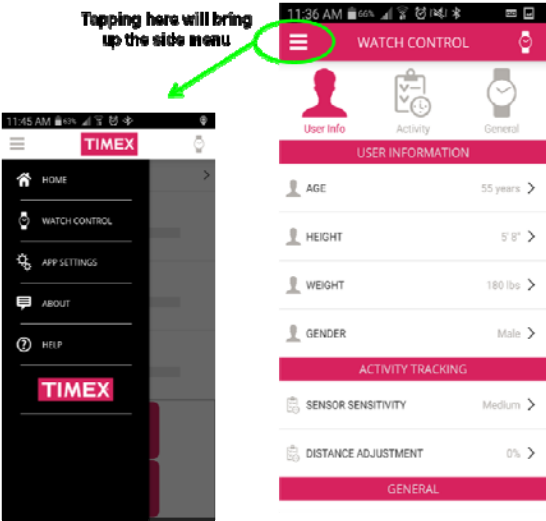 Tapping here will bring
up the side menu
11:45 AM 63%
TIMEX
HOME
WATCH CONTROL
APP SETTINGS
ABOUT
HELP
TIMEX
11:36 AM 66%
WATCH CONTROL
User Info Activity General
USER INFORMATION
AGE 55 years
HEIGHT 5' 8"
WEIGHT 180 lbs
GENDER Male
ACTIVITY TRACKING
SENSOR SENSITIVITY Medium
DISTANCE ADJUSTMENT 0%
GENERAL